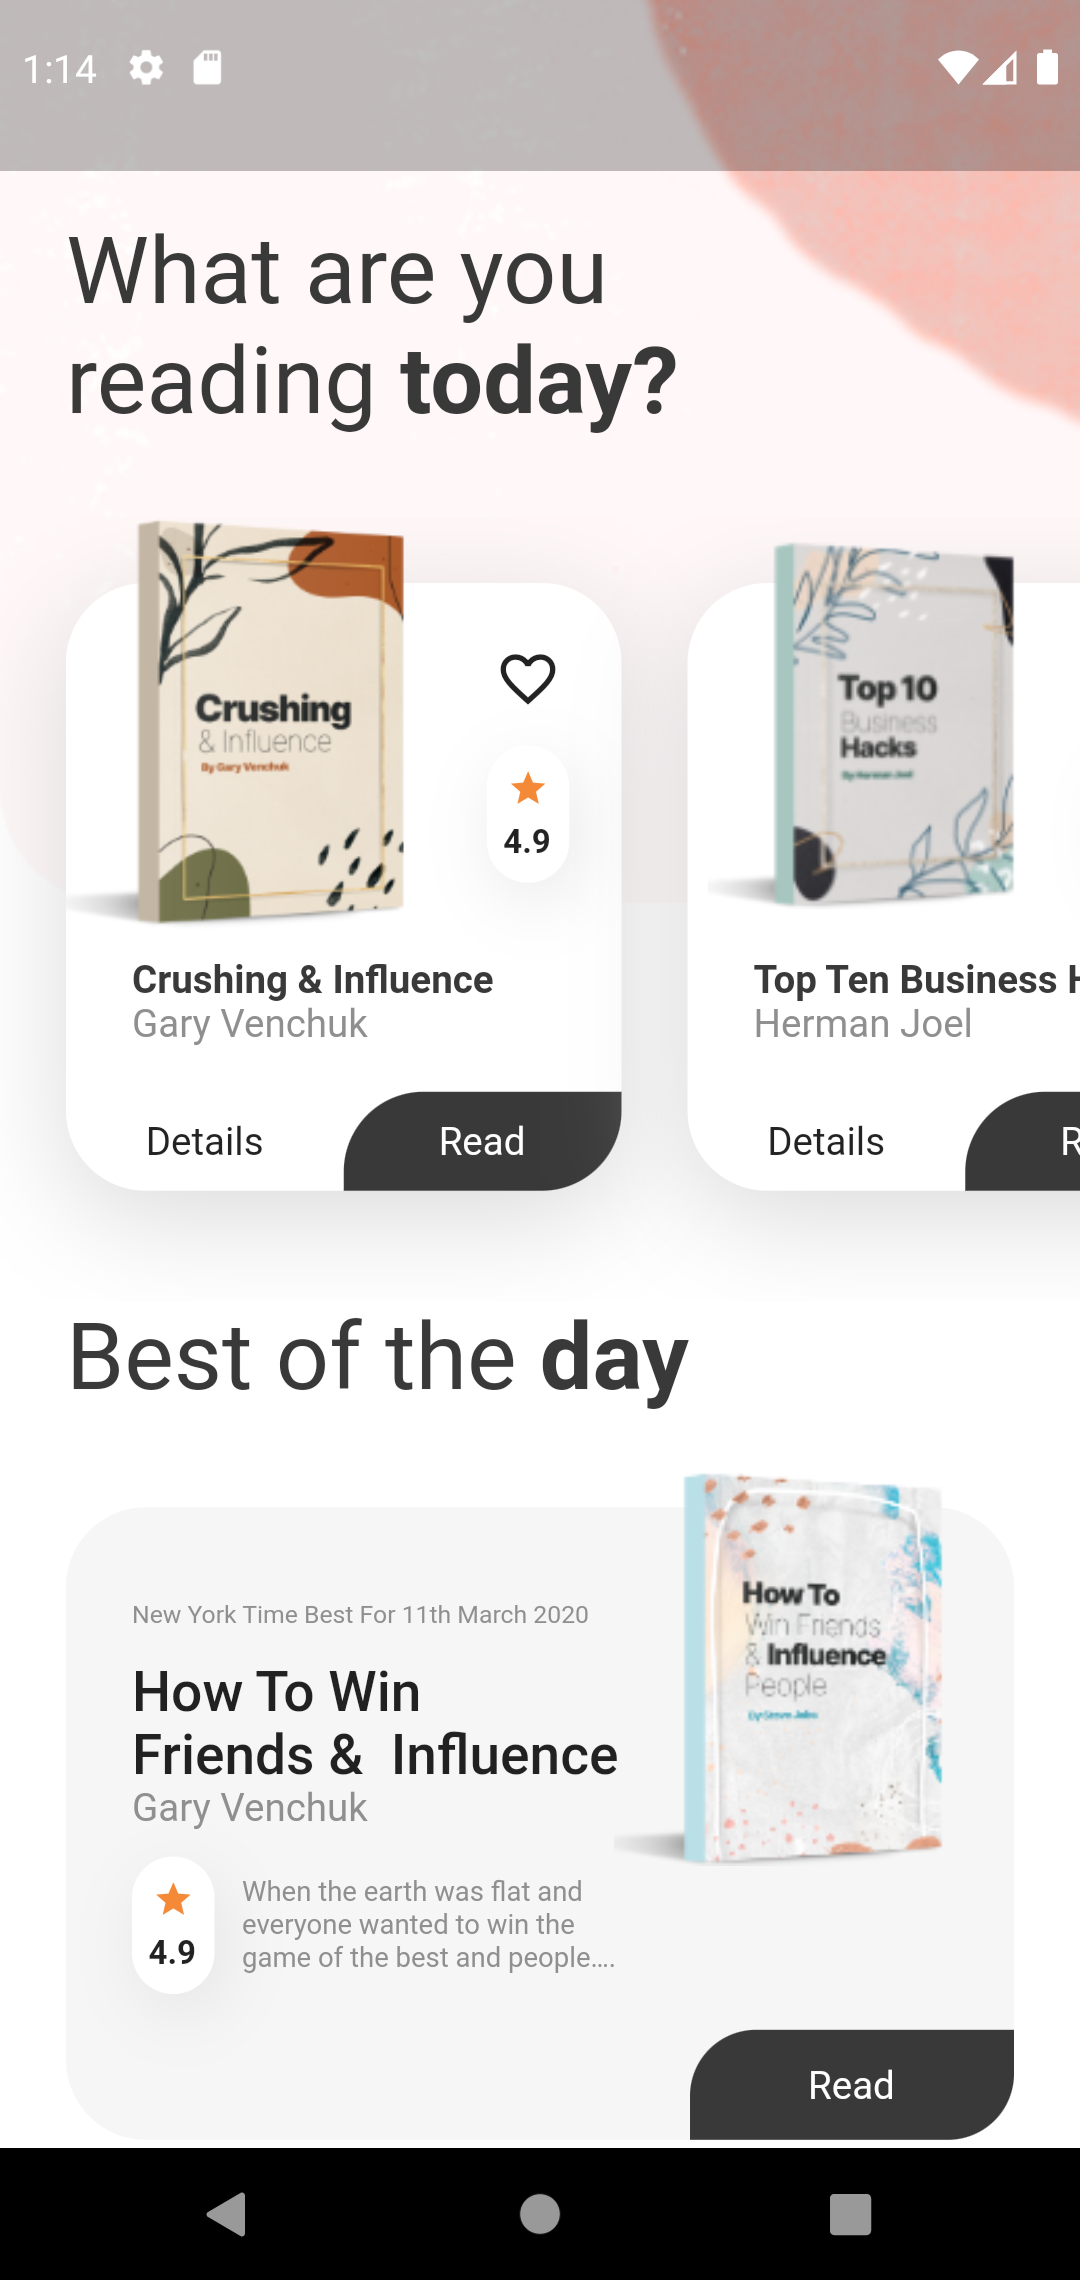 1:14
What are you
reading today?
Crushing
& Influence
By Gary Venchuk
4.9
Crushing & Influence
Gary Venchuk
Details
Read
Top 10
Business
Hacks
By Herman Joel
Top Ten Business H
Herman Joel
Details
R
Best of the day
New York Time Best For 11th March 2020
How To Win
Friends &  Influence
Gary Venchuk
4.9
When the earth was flat and
everyone wanted to win the
game of the best and people....
How To
Win Friends
& Influence
People
By Steve Jobs
Read